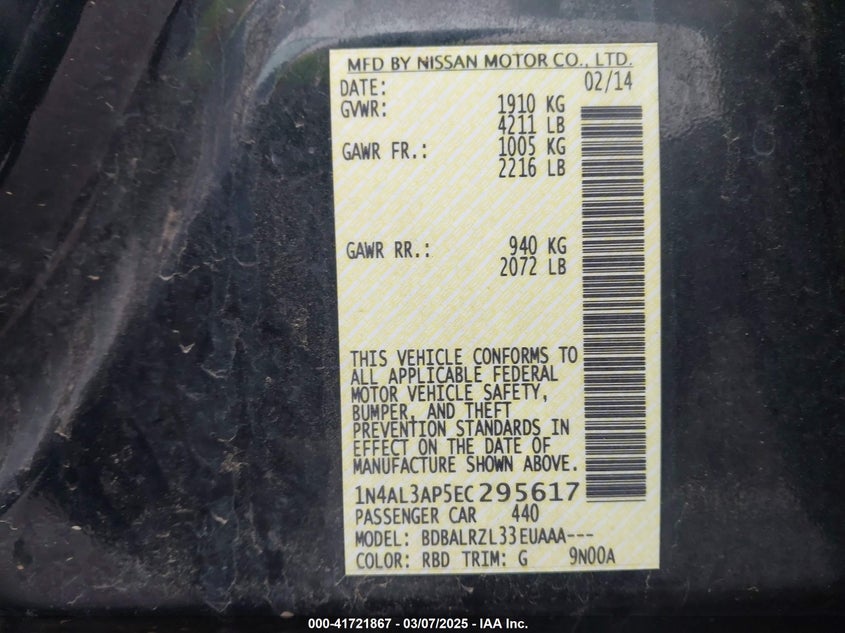 MFD BY NISSAN MOTOR CO., LTD.
DATE: 02/14
GVWR: 1910 KG
4211 LB
GAWR FR.: 1005 KG
2216 LB
GAWR RR.: 940 KG
2072 LB
THIS VEHICLE CONFORMS TO
ALL APPLICABLE FEDERAL
MOTOR VEHICLE SAFETY,
BUMPER, AND THEFT
PREVENTION STANDARDS IN
EFFECT ON THE DATE OF
MANUFACTURE SHOWN ABOVE.
1N4AL3AP5EC295617
PASSENGER CAR 440
MODEL: BDBALRZL33EUAAA---
COLOR: RBD TRIM: G 9N00A
000-41721867 - 03/07/2025 - IAA Inc.